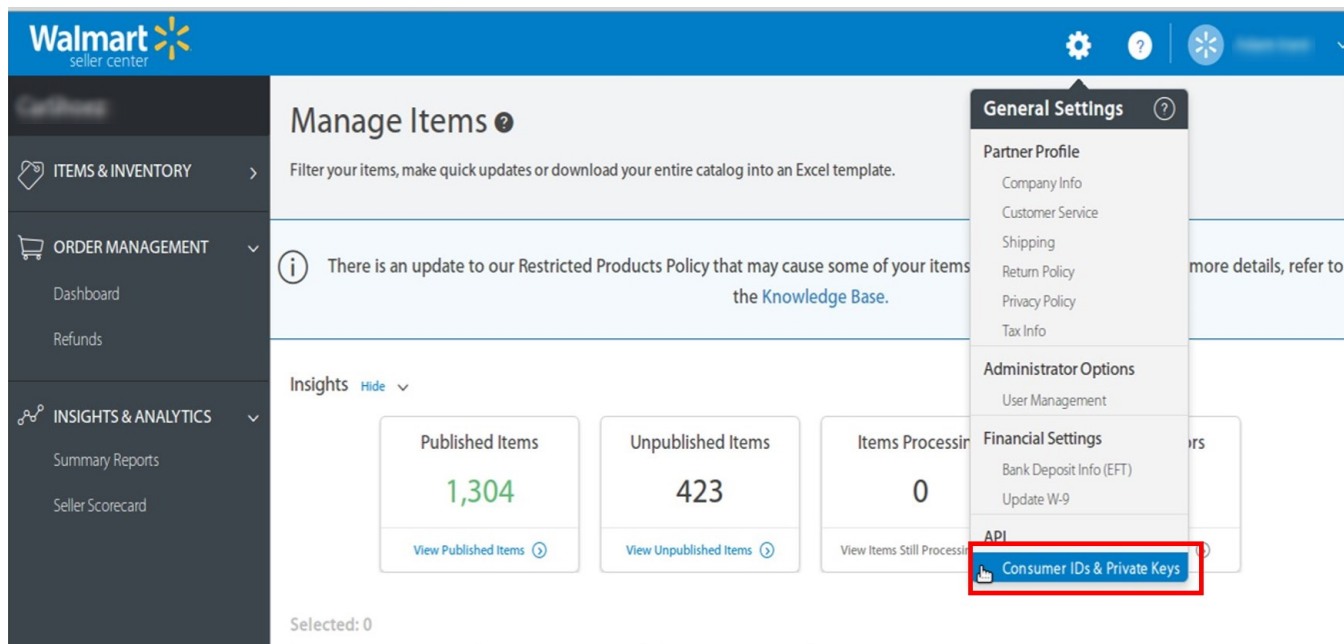 Walmart
seller center
ITEMS & INVENTORY
ORDER MANAGEMENT
Dashboard
Refunds
INSIGHTS & ANALYTICS
Summary Reports
Seller Scorecard
Manage Items
Filter your items, make quick updates or download your entire catalog into an Excel template.
There is an update to our Restricted Products Policy that may cause some of your items more details, refer to
the Knowledge Base.
Insights Hide
Published Items
1,304
View Published Items
Unpublished Items
423
View Unpublished Items
Items Processin
0
View Items Still Processin
rs
Selected: 0
General Settings
Partner Profile
Company Info
Customer Service
Shipping
Return Policy
Privacy Policy
Tax Info
Administrator Options
User Management
Financial Settings
Bank Deposit Info (EFT)
Update W-9
API
Consumer IDs & Private Keys